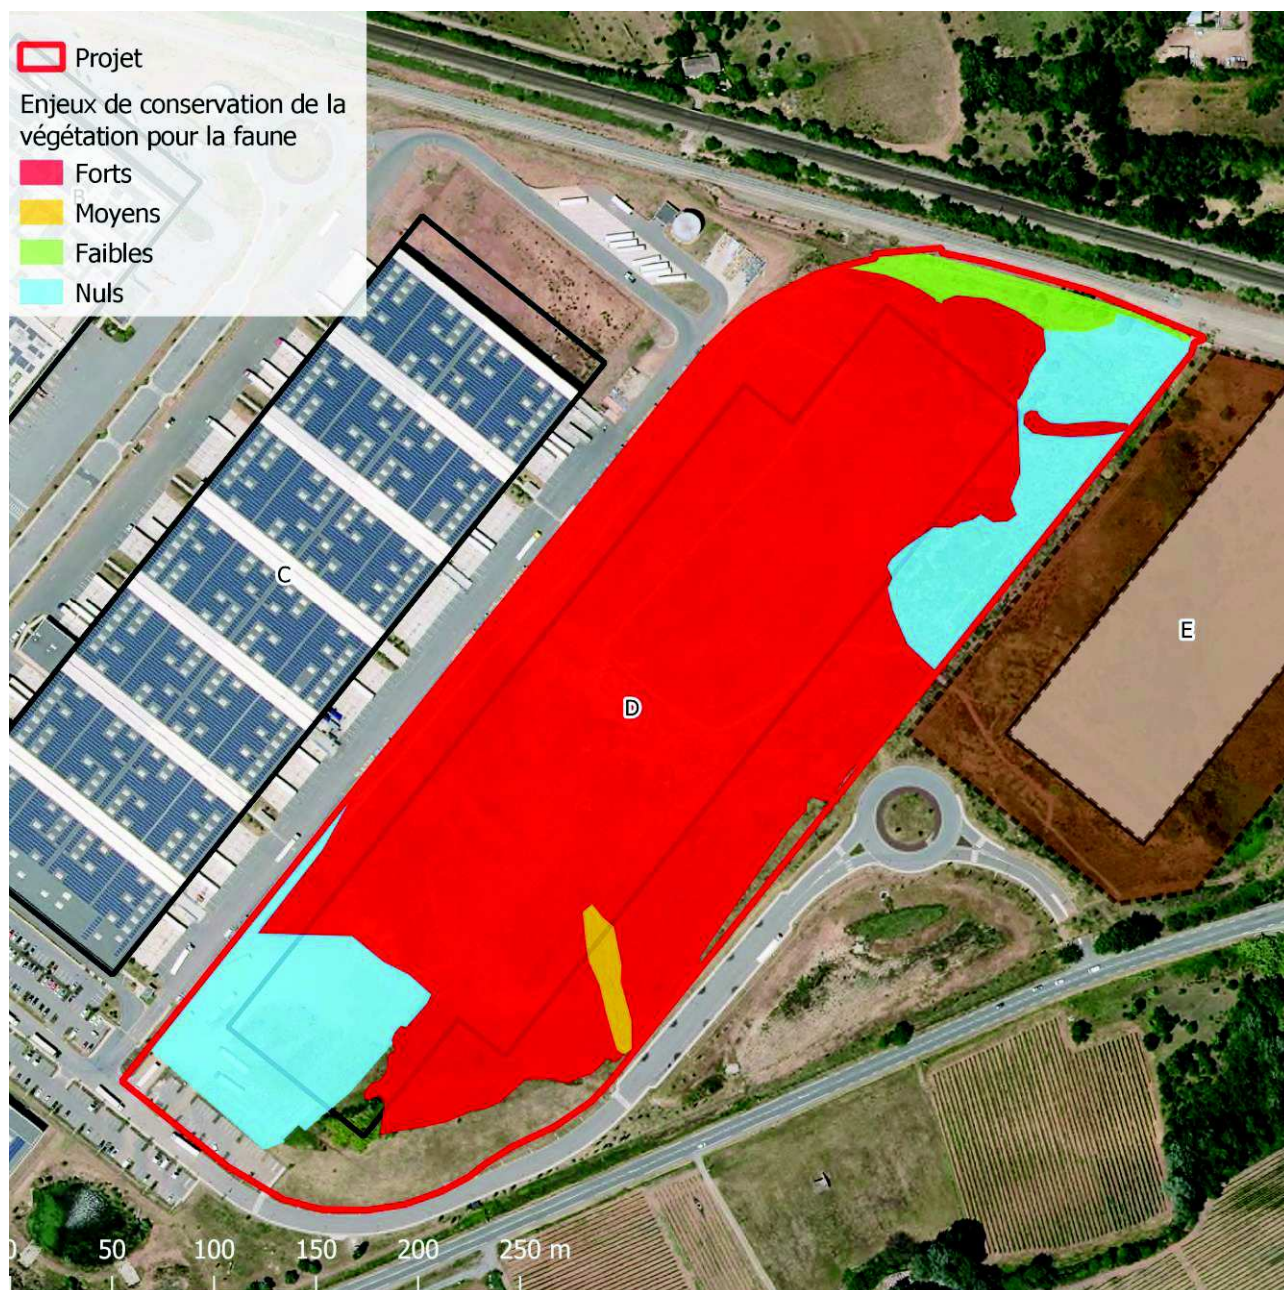 Projet
Enjeux de conservation de la
végétation pour la faune
Forts
B
Moyens
Faibles
Nuls
C
E
D
0 50 100 150 200 250 m